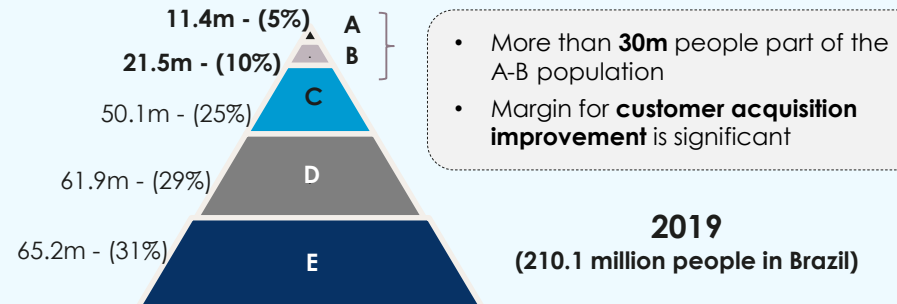 11.4m - (5%)
A
21.5m - (10%)
B
50.1m - (25%)
C
61.9m - (29%)
D
65.2m - (31%)
E
• More than 30m people part of the
A-B population
• Margin for customer acquisition
improvement is significant
2019
(210.1 million people in Brazil)